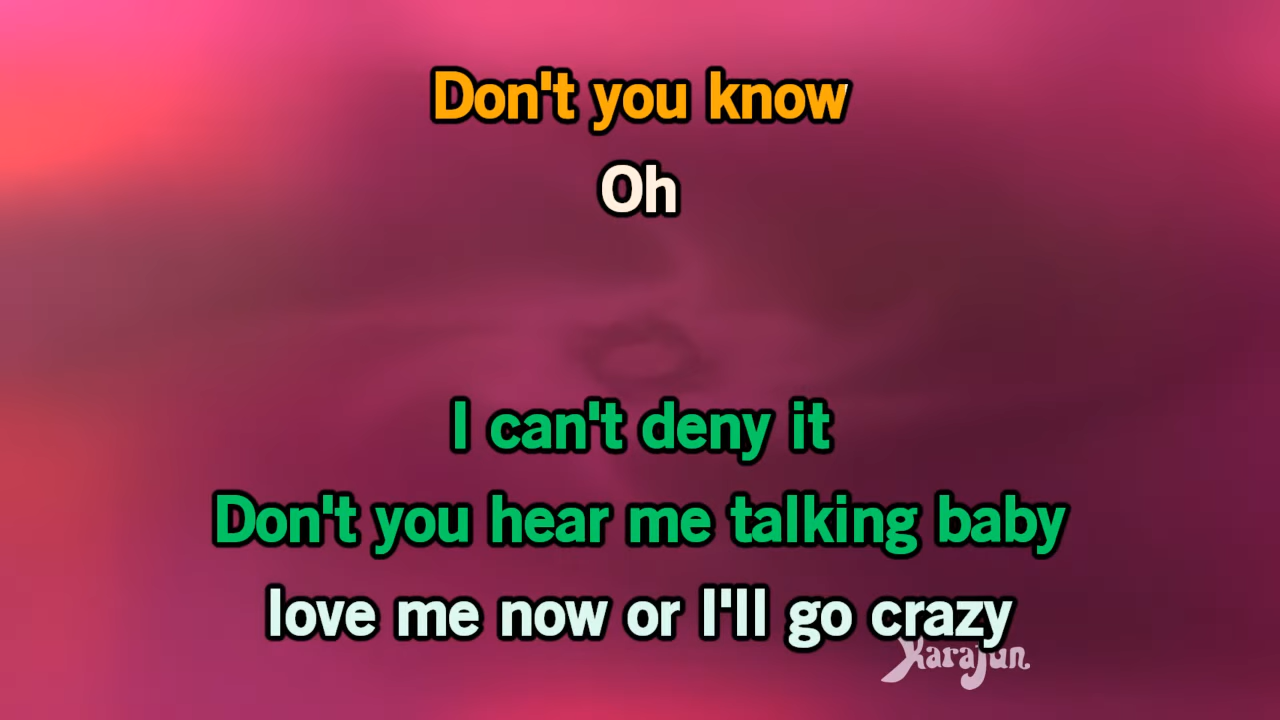 Don't you know
Oh
I can't deny it
Don't you hear me talking baby
love me now or I'll go crazy
Karafun